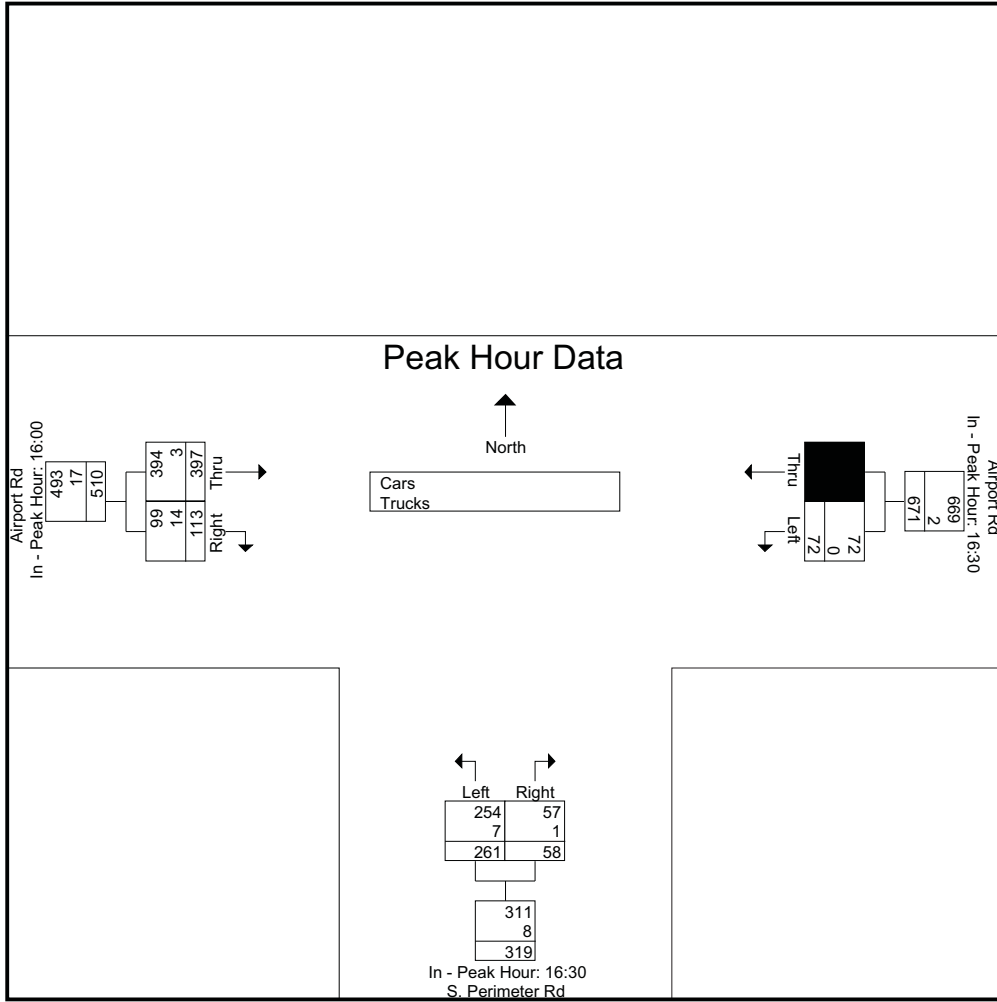 Peak Hour Data
North
Cars
Trucks
Airport Rd
In - Peak Hour: 16:00
493
17
510
394
3
397
Thru
99
14
113
Right
Airport Rd
In - Peak Hour: 16:30
669
2
671
Thru
72
0
72
Left
Left Right
254 57
7 1
261 58
311
8
319
In - Peak Hour: 16:30
S. Perimeter Rd